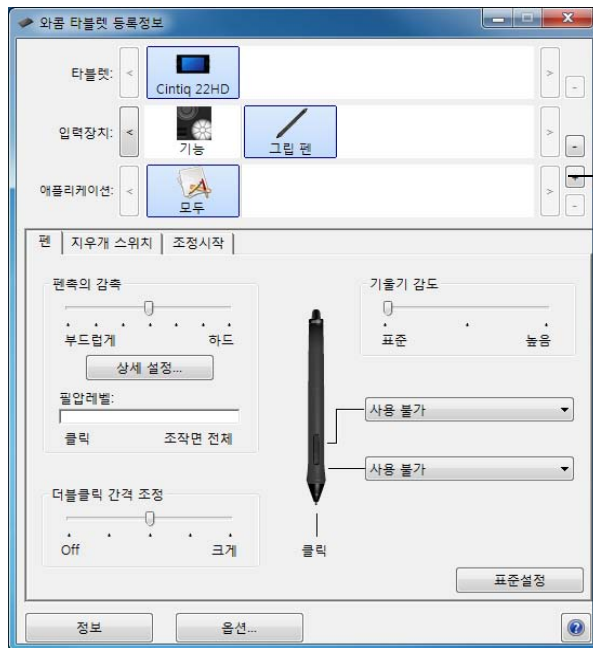 와콤 타블렛 등록정보
타블렛:
Cintiq 22HD
입력장치:
기능
그립 펜
애플리케이션:
모두
펜
지우개 스위치
조정시작
펜촉의 감촉
부드럽게
하드
상세 설정...
필압레벨:
클릭
조작면 전체
기울기 감도
표준
높음
사용 불가
사용 불가
더블클릭 간격 조정
Off
크게
클릭
표준설정
정보
옵션...